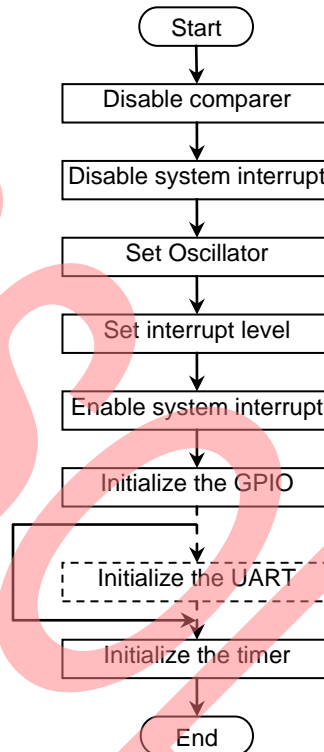 Start
Disable comparer
Disable system interrupt
Set Oscillator
Set interrupt level
Enable system interrupt
Initialize the GPIO
Initialize the UART
Initialize the timer
End